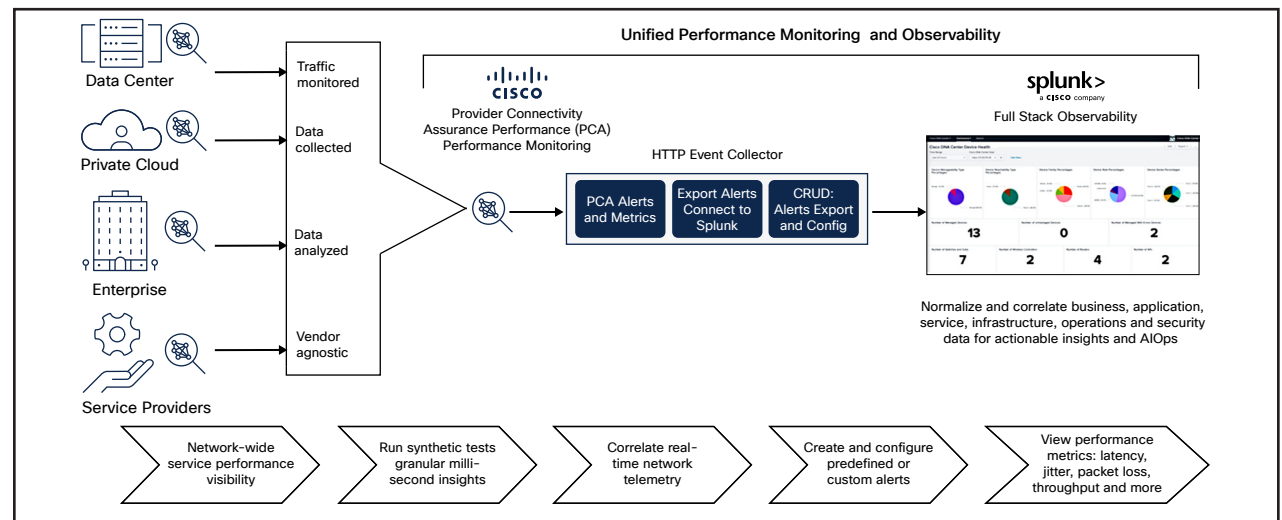 Unified Performance Monitoring and Observability
Data Center
Private Cloud
Enterprise
Service Providers
Traffic
monitored
Data
collected
Data
analyzed
Vendor
agnostic
CISCO
Provider Connectivity
Assurance Performance (PCA)
Performance Monitoring
HTTP Event Collector
PCA Alerts
and Metrics
Export Alerts
Connect to
Splunk
CRUD:
Alerts Export
and Config
splunk>
a CISCO company
Full Stack Observability
Cisco DNA Center Device Health
13
0
2
7
2
4
2
Normalize and correlate business, application,
service, infrastructure, operations and security
data for actionable insights and AIOps
Network-wide
service performance
visibility
Run synthetic tests
granular milli-
second insights
Correlate real-
time network
telemetry
Create and configure
predefined or
custom alerts
View performance
metrics: latency,
jitter, packet loss,
throughput and more